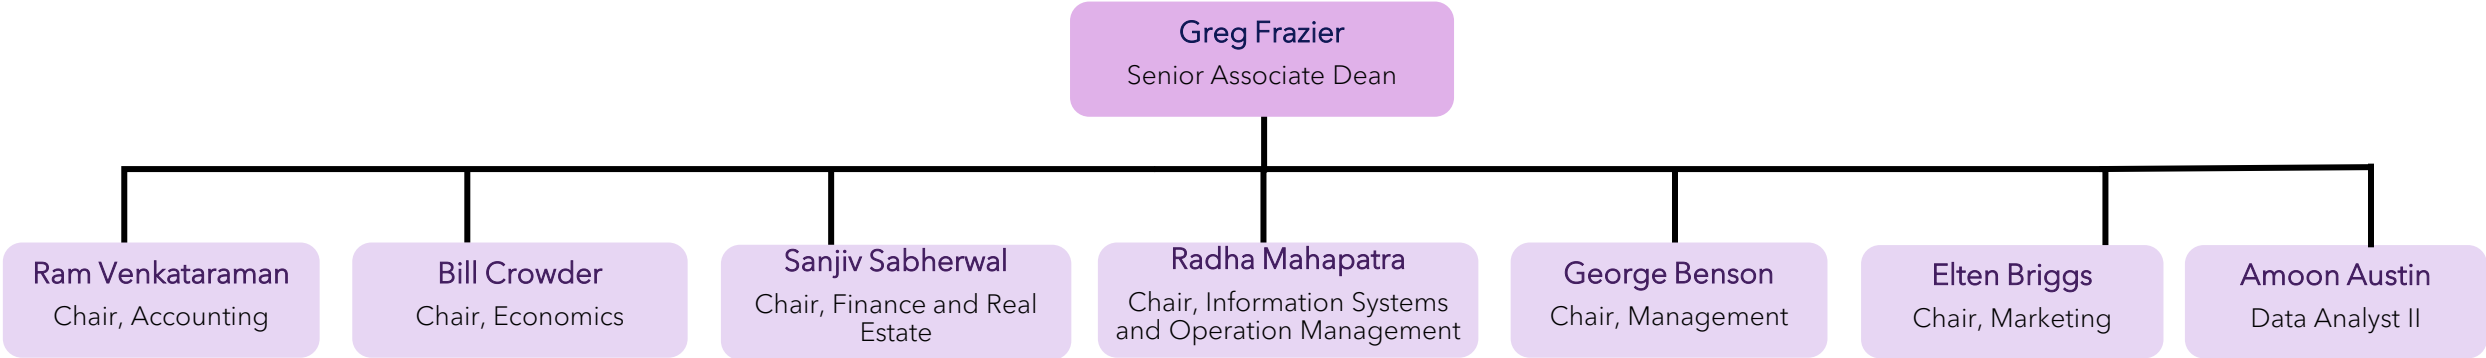 Greg Frazier
Senior Associate Dean
Ram Venkataraman
Chair, Accounting
Bill Crowder
Chair, Economics
Sanjiv Sabherwal
Chair, Finance and Real
Estate
Radha Mahapatra
Chair, Information Systems
and Operation Management
George Benson
Chair, Management
Elten Briggs
Chair, Marketing
Amoon Austin
Data Analyst II